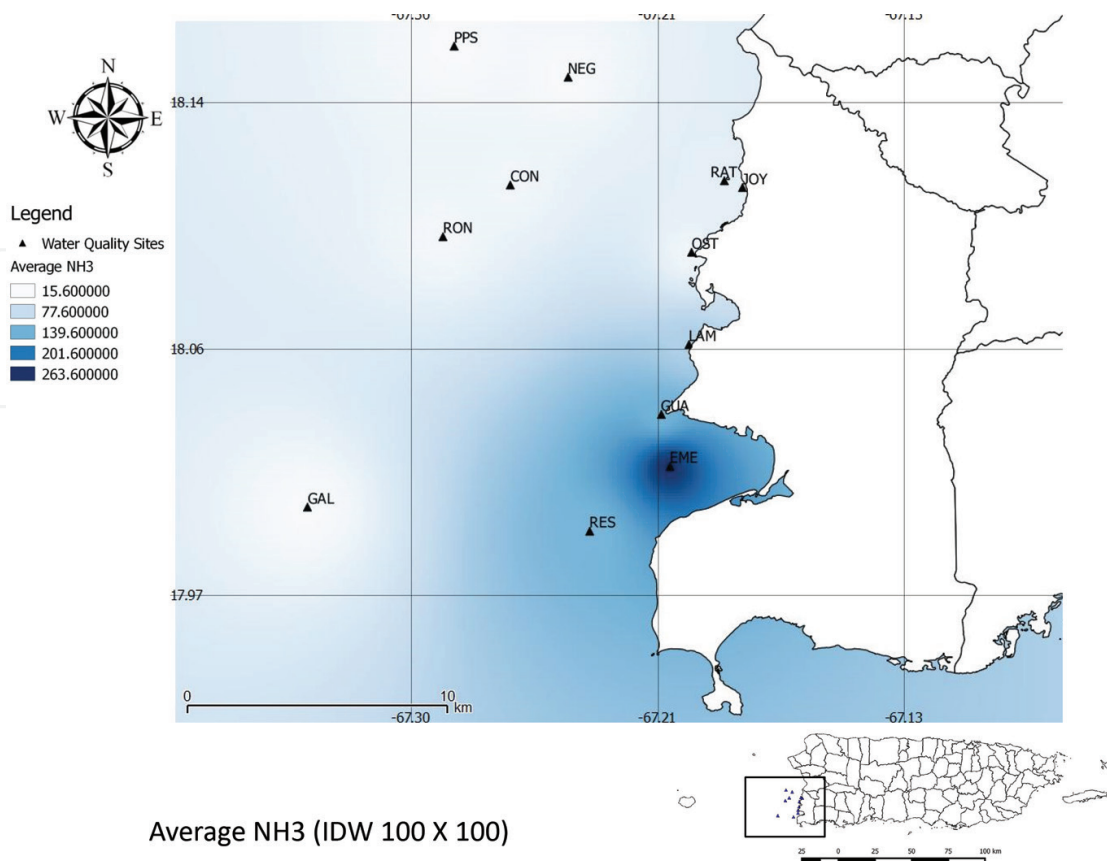 -67.30 -67.21 -67.13
PPS
NEG
N
W E
S
18.14
CON
RAT JOY
RON
OST
Legend
Water Quality Sites
Average NH3
15.600000
77.600000
139.600000
201.600000
263.600000
18.06
LAM
GUA
EME
GAL
RES
17.97
0 10
km
-67.30 -67.21 -67.13
Average NH3 (IDW 100 X 100)
25 0 25 50 75 100 km